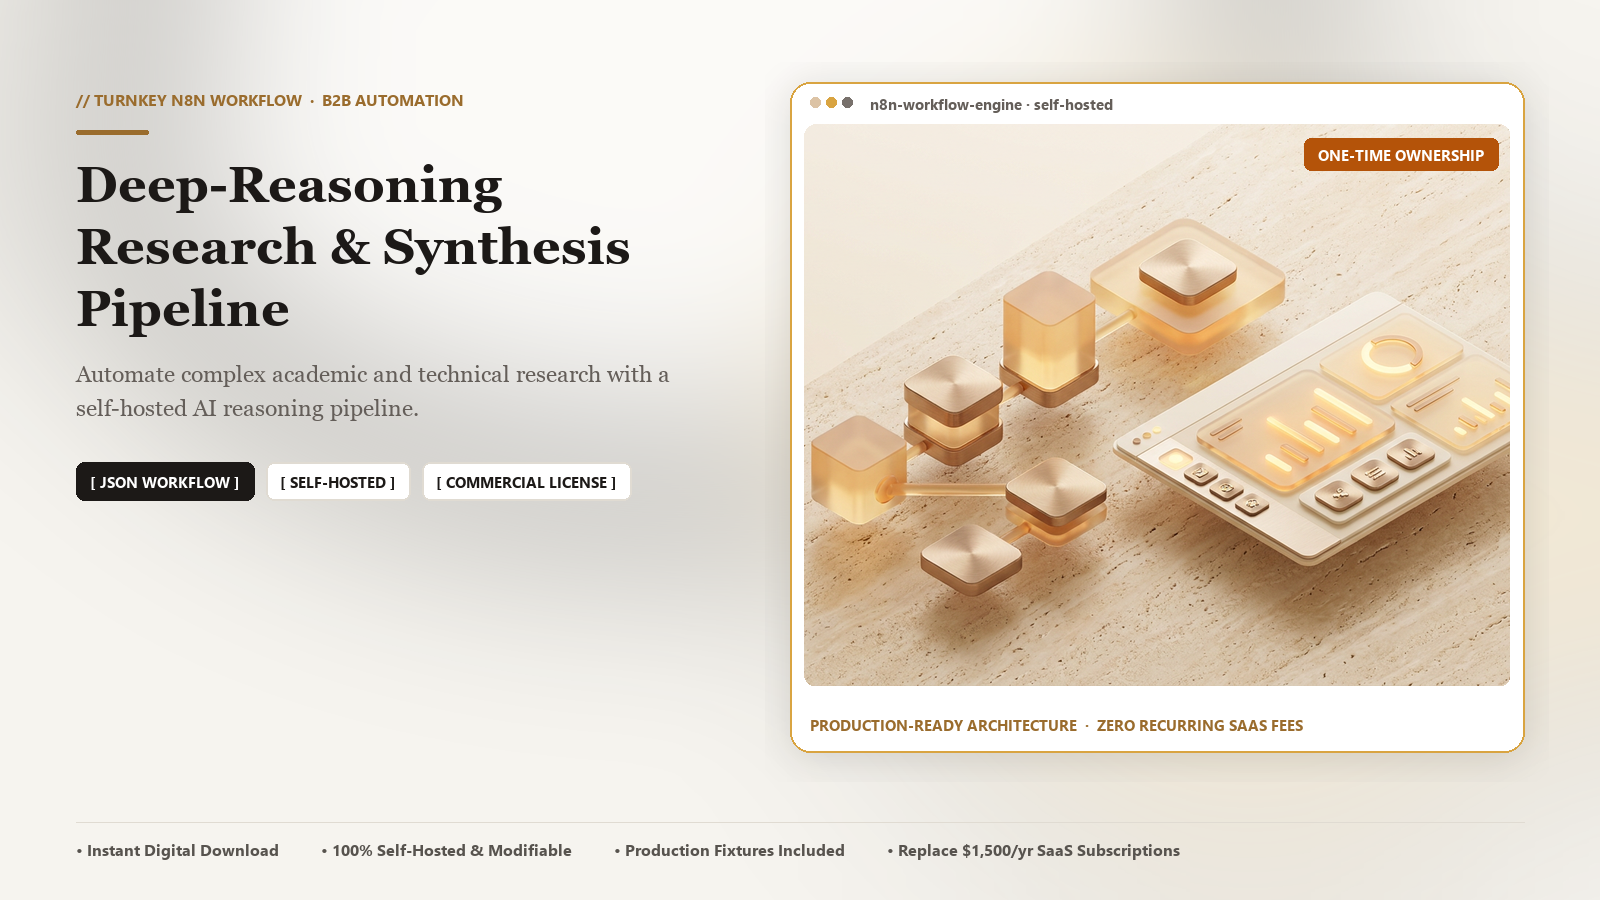 // TURNKEY N8N WORKFLOW · B2B AUTOMATION
Deep-Reasoning
Research & Synthesis
Pipeline
Automate complex academic and technical research with a
self-hosted AI reasoning pipeline.
[ JSON WORKFLOW ]
[ SELF-HOSTED ]
[ COMMERCIAL LICENSE ]
n8n-workflow-engine · self-hosted
ONE-TIME OWNERSHIP
PRODUCTION-READY ARCHITECTURE · ZERO RECURRING SAAS FEES
• Instant Digital Download
• 100% Self-Hosted & Modifiable
• Production Fixtures Included
• Replace $1,500/yr SaaS Subscriptions